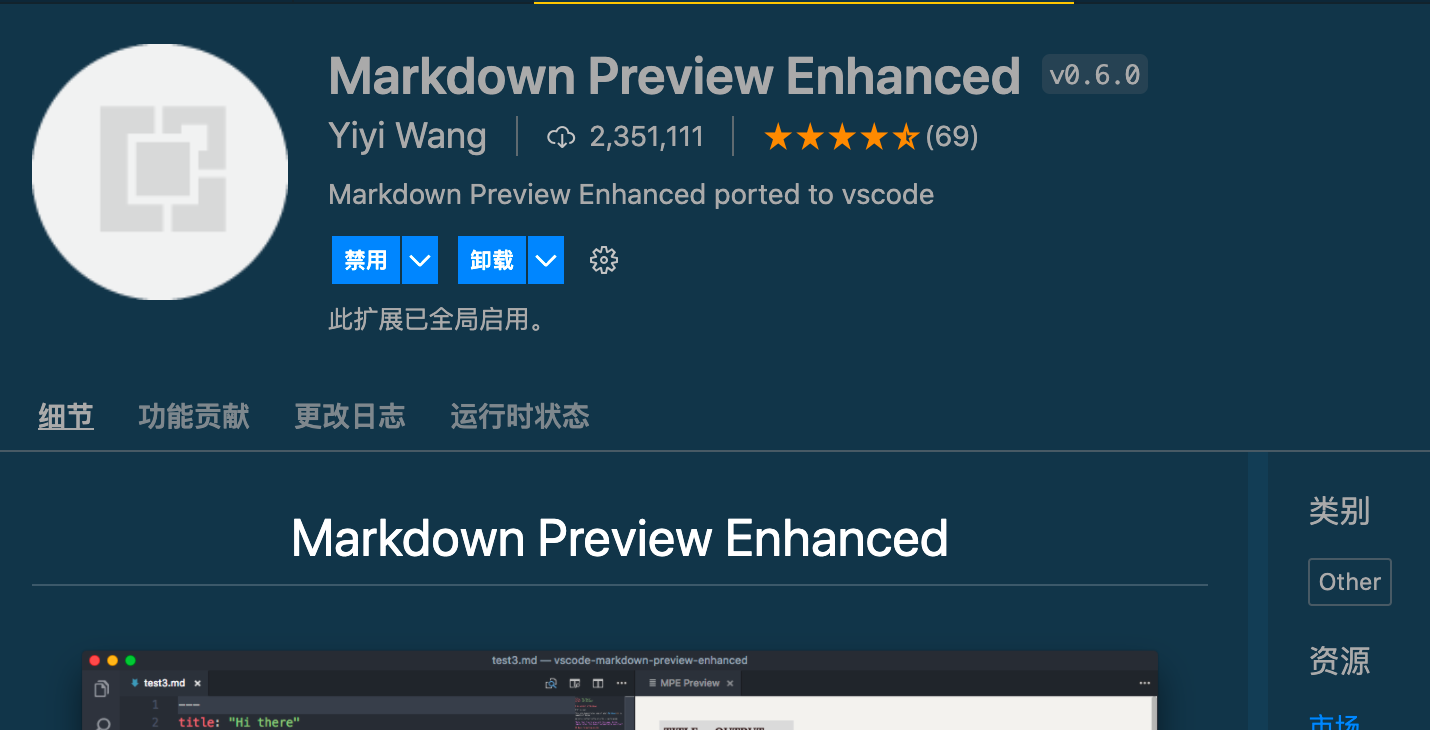 Markdown Preview Enhanced v0.6.0
Yiyi Wang 2,351,111 (69)
Markdown Preview Enhanced ported to vscode
禁用 卸载
此扩展已全局启用。
细节 功能贡献 更改日志 运行时状态
Markdown Preview Enhanced
类别
Other
资源
市场
test3.md — vscode-markdown-preview-enhanced
test3.md × MPE Preview ×
1 ---
2 title: "Hi there"